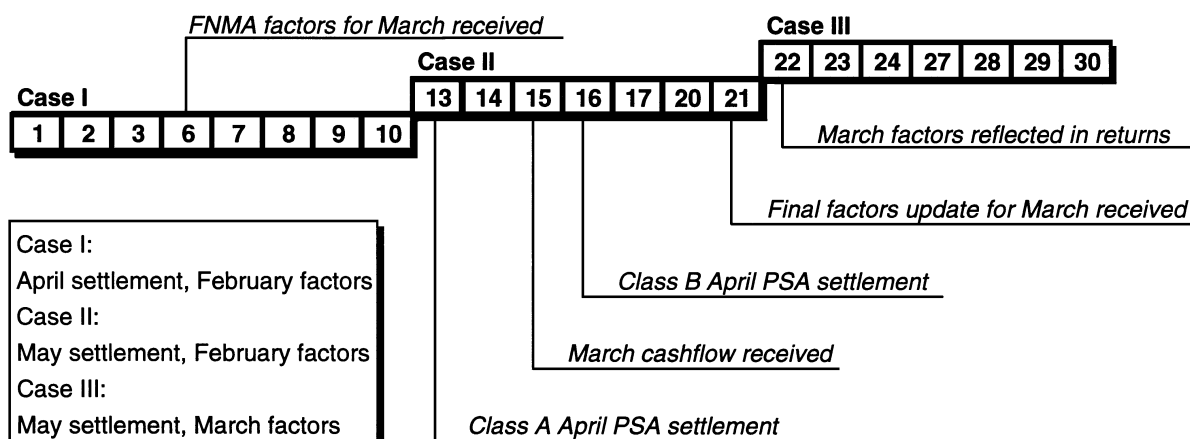 FNMA factors for March received
Case III
22 23 24 27 28 29 30
Case II
13 14 15 16 17 20 21
Case I
1 2 3 6 7 8 9 10
March factors reflected in returns
Final factors update for March received
Class B April PSA settlement
March cashflow received
Class A April PSA settlement
Case I:
April settlement, February factors
Case II:
May settlement, February factors
Case III:
May settlement, March factors